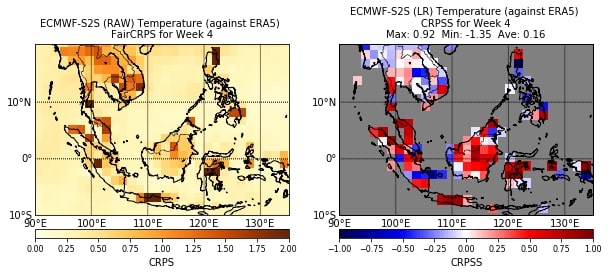 ECMWF-S2S (RAW) Temperature (against ERA5)
FairCRPS for Week 4
10°N
0°
10°S
90°E 100°E 110°E 120°E 130°E
0.00 0.25 0.50 0.75 1.00 1.25 1.50 1.75 2.00
CRPS
ECMWF-S2S (LR) Temperature (against ERA5)
CRPSS for Week 4
Max: 0.92 Min: -1.35 Ave: 0.16
10°N
0°
10°S
90°E 100°E 110°E 120°E 130°E
−1.00 −0.75 −0.50 −0.25 0.00 0.25 0.50 0.75 1.00
CRPSS